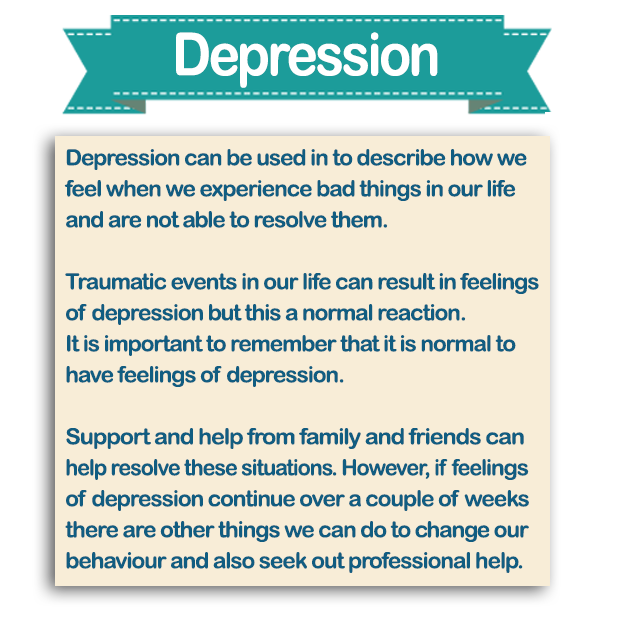 Depression
Depression can be used in to describe how we
feel when we experience bad things in our life
and are not able to resolve them.
Traumatic events in our life can result in feelings
of depression but this a normal reaction.
It is important to remember that it is normal to
have feelings of depression.
Support and help from family and friends can
help resolve these situations. However, if feelings
of depression continue over a couple of weeks
there are other things we can do to change our
behaviour and also seek out professional help.